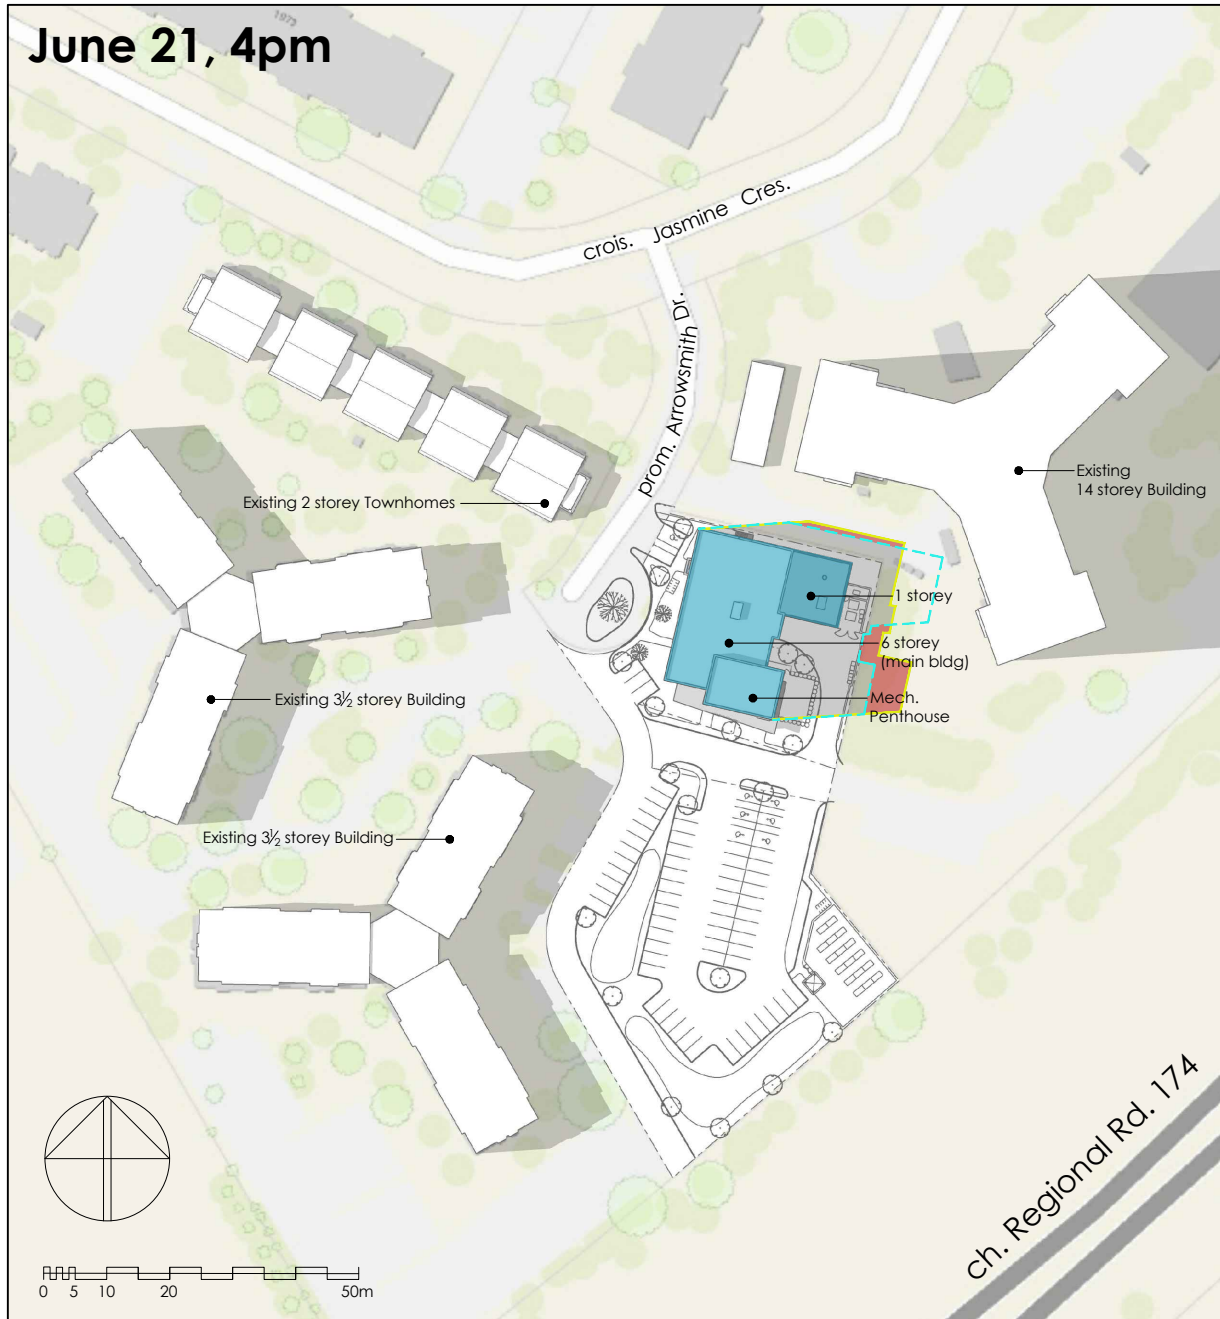 June 21, 4pm
1973
crois. Jasmine Cres.
prom. Arrowsmith Dr.
Existing
14 storey Building
Existing 2 storey Townhomes
1 storey
6 storey
(main bldg)
Existing 3½ storey Building
Mech.
Penthouse
Existing 3½ storey Building
ch. Regional Rd. 174
0 5 10 20 50m